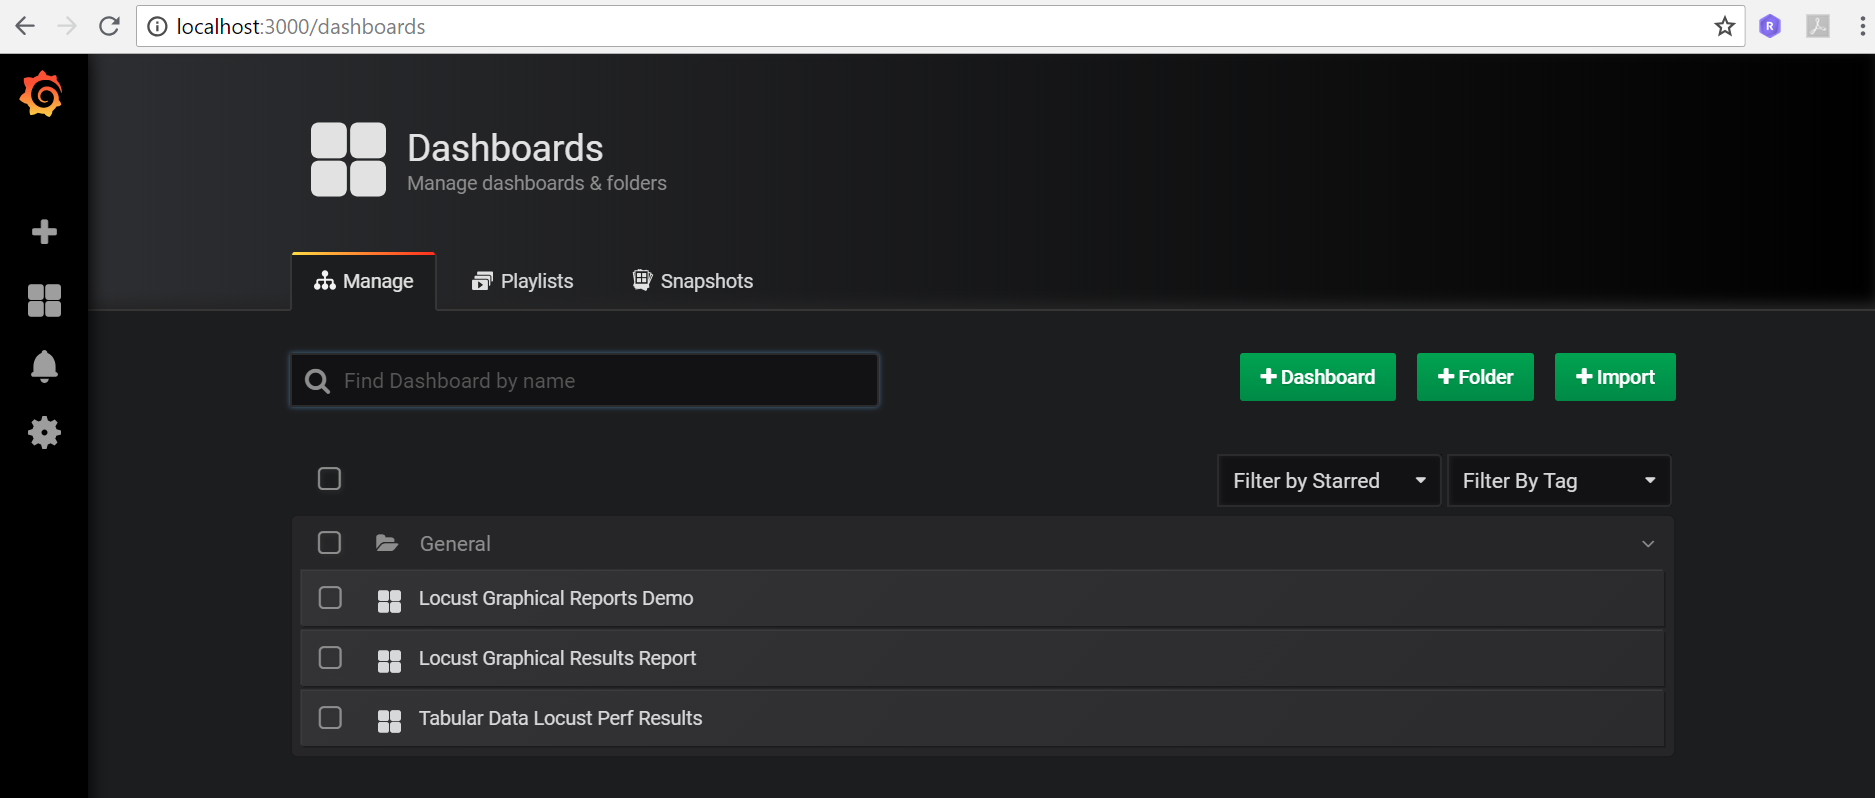 localhost:3000/dashboards
R
Dashboards
Manage dashboards & folders
Manage
Playlists
Snapshots
Find Dashboard by name
Dashboard
Folder
Import
Filter by Starred
Filter By Tag
General
Locust Graphical Reports Demo
Locust Graphical Results Report
Tabular Data Locust Perf Results